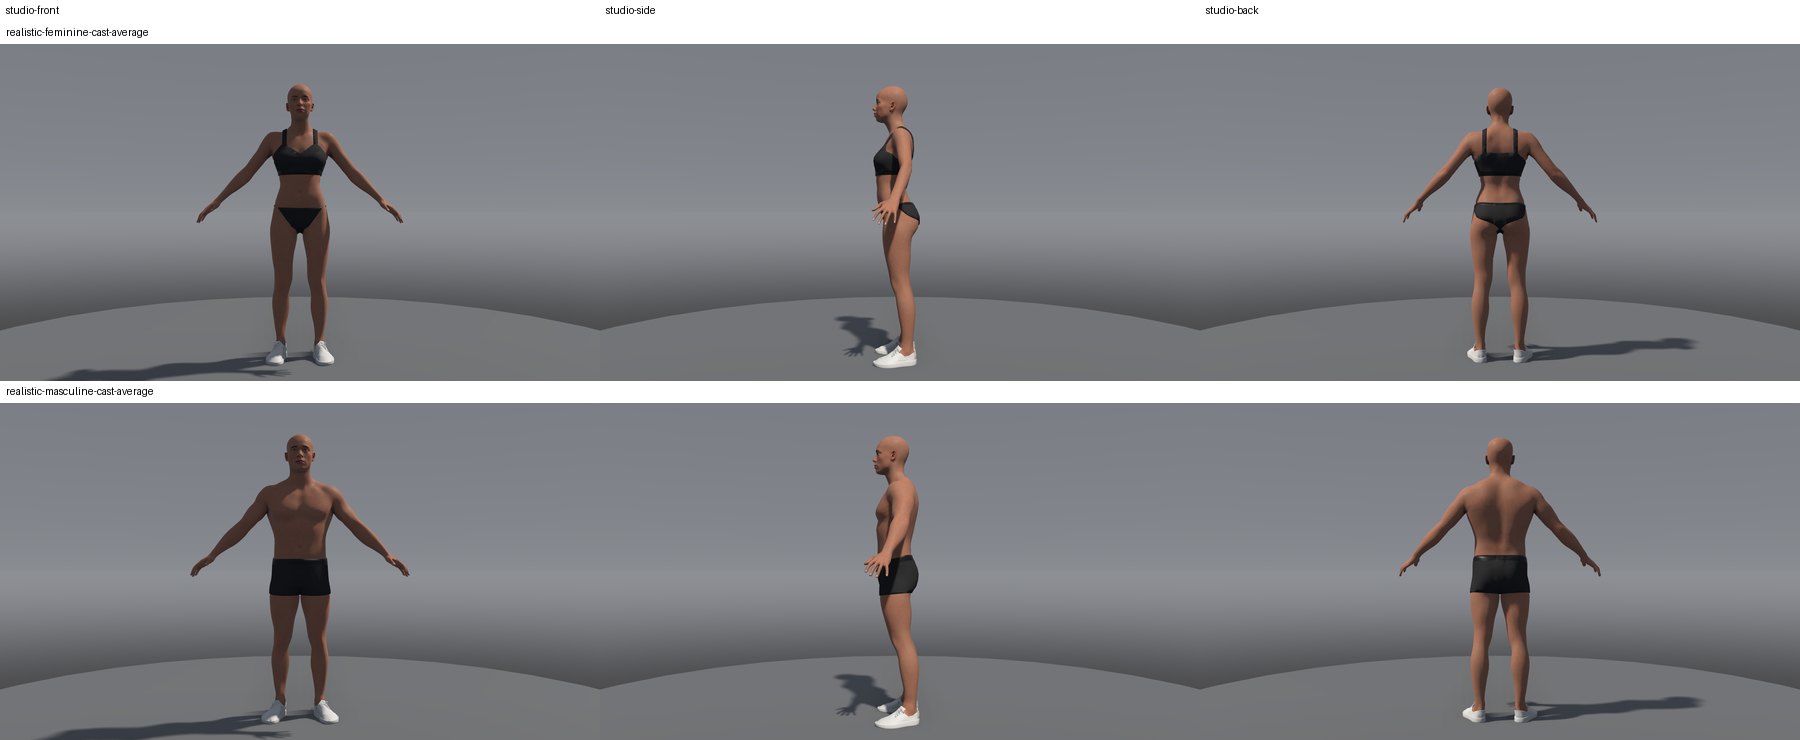 studio-front
studio-side
studio-back
realistic-feminine-cast-average
realistic-masculine-cast-average